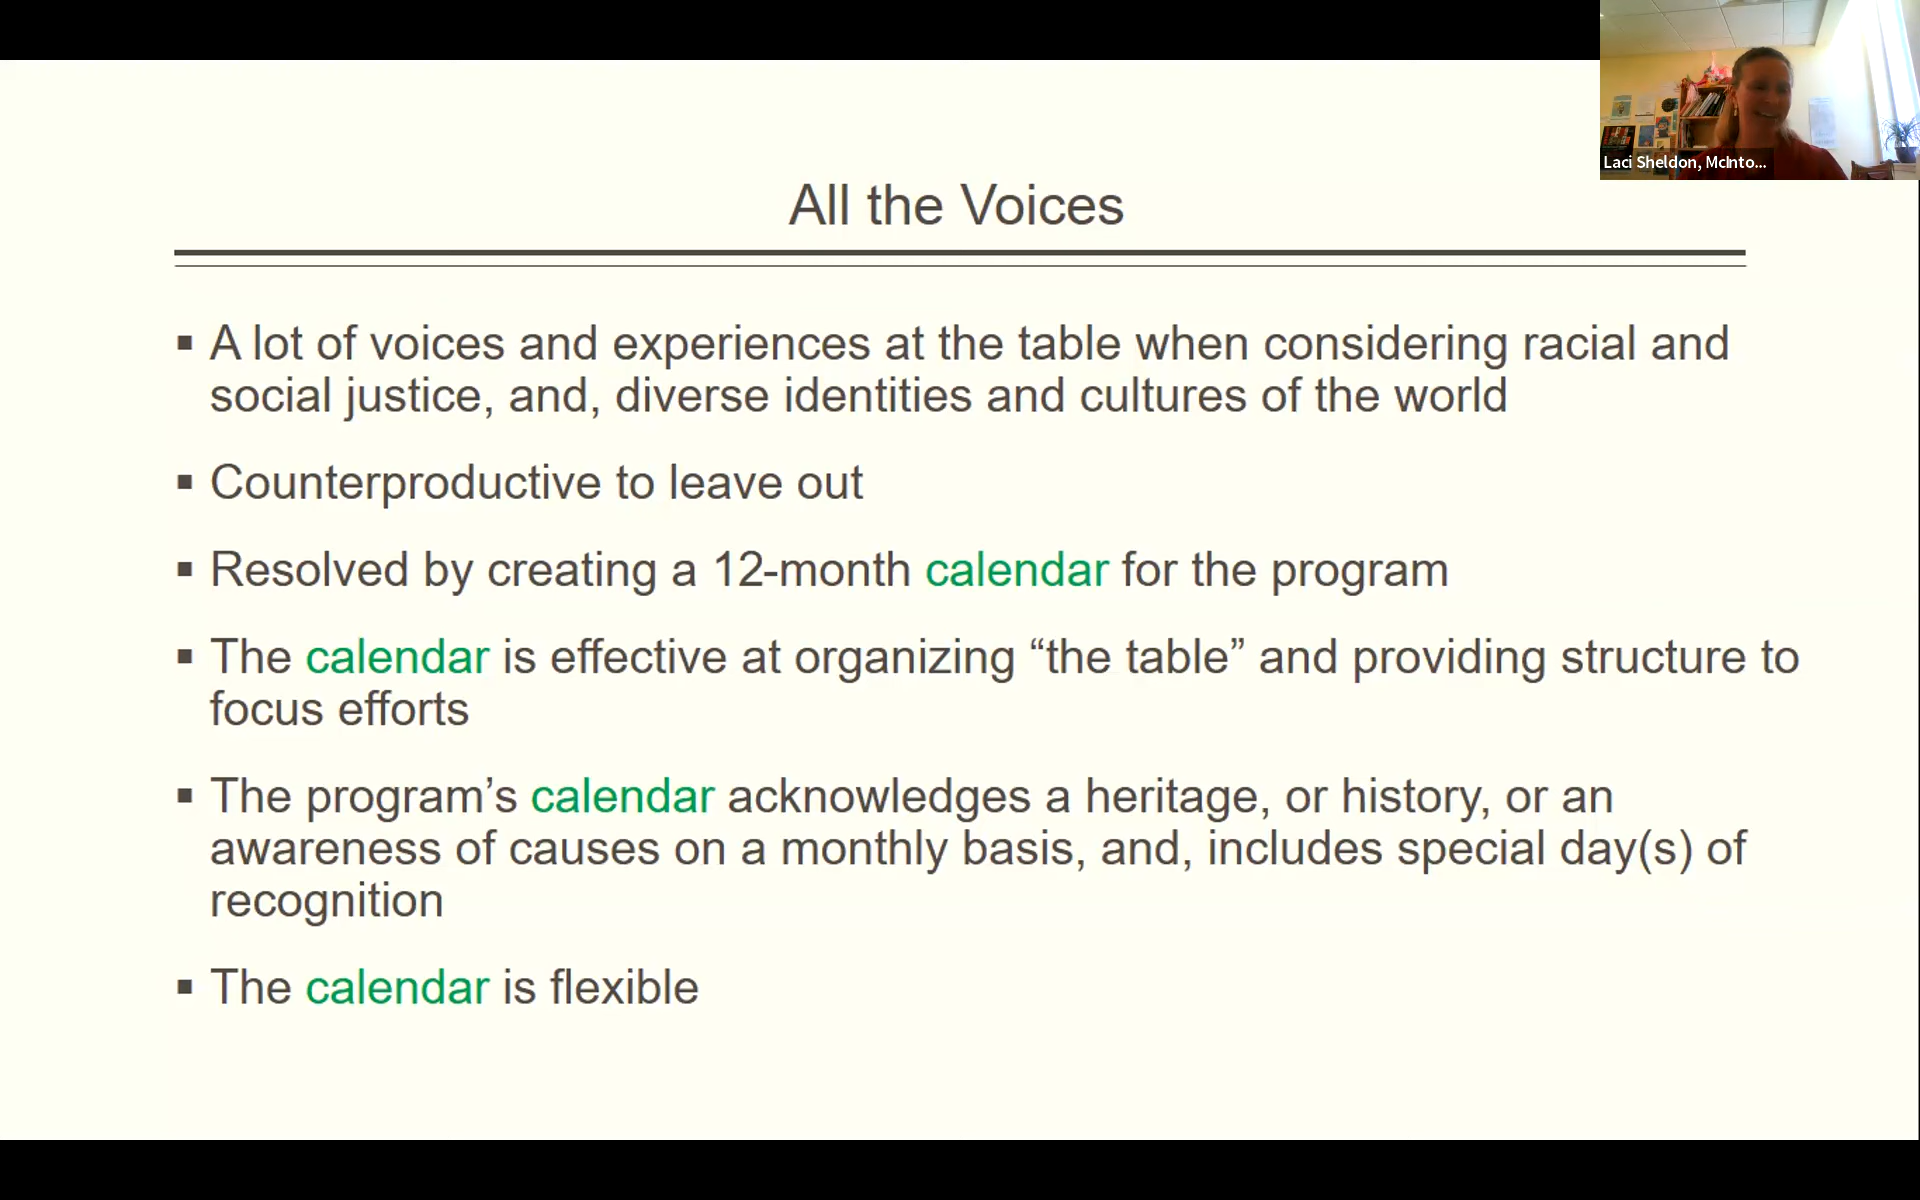 Laci Sheldon, McInto...
All the Voices
▪ A lot of voices and experiences at the table when considering racial and
social justice, and, diverse identities and cultures of the world
▪ Counterproductive to leave out
▪ Resolved by creating a 12-month calendar for the program
▪ The calendar is effective at organizing “the table” and providing structure to
focus efforts
▪ The program’s calendar acknowledges a heritage, or history, or an
awareness of causes on a monthly basis, and, includes special day(s) of
recognition
▪ The calendar is flexible